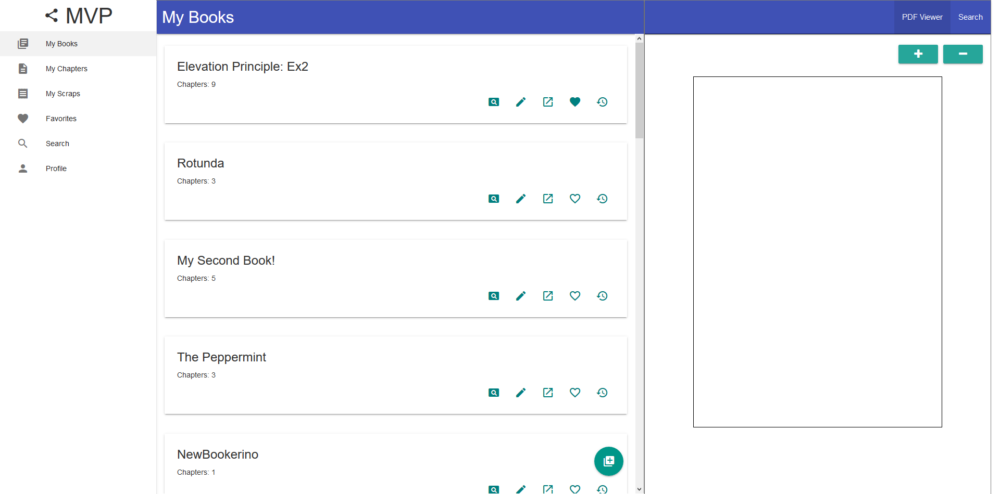 MVP
My Books
My Chapters
My Scraps
Favorites
Search
Profile
My Books
Elevation Principle: Ex2
Chapters: 9
Rotunda
Chapters: 3
My Second Book!
Chapters: 5
The Peppermint
Chapters: 3
NewBookerino
Chapters: 1
PDF Viewer
Search